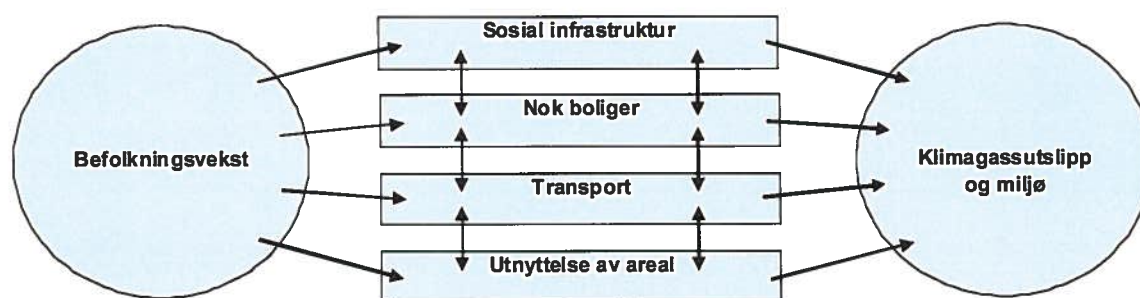 Sosial infrastruktur
Nok boliger
Befolkningsvekst
Transport
Utnyttelse av areal
Klimagassutslipp
og miljø